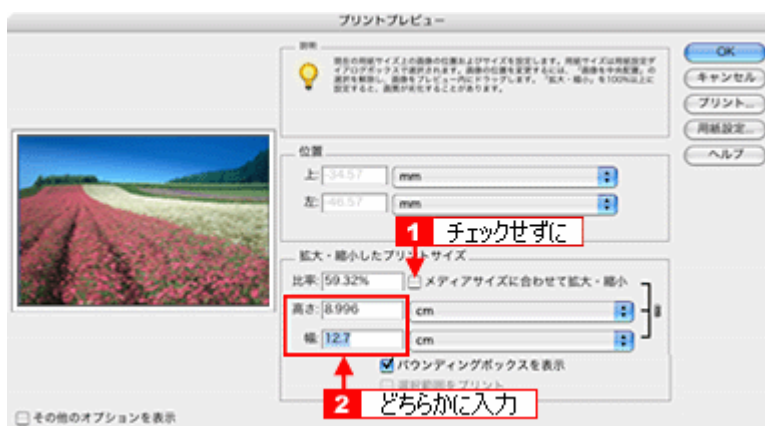 プリントプレビュー
説明
現在の用紙サイズ上の画像の位置およびサイズを設定します。用紙サイズは用紙設定ダ
イアログボックスで選択されます。画像の位置を変更するには、「画像を中央配置」の
選択を解除し、画像をプレビュー内にドラッグします。「拡大・縮小」を100%以上に
設定すると、画質が劣化することがあります。
OK
キャンセル
プリント...
用紙設定...
ヘルプ
位置
上: -34.57 mm
左: -46.57 mm
1 チェックせずに
拡大・縮小したプリントサイズ
比率: 59.32% メディアサイズに合わせて拡大・縮小
高さ: 8.996 cm
幅: 12.7 cm
バウンディングボックスを表示
選択範囲をプリント
2 どちらかに入力
その他のオプションを表示